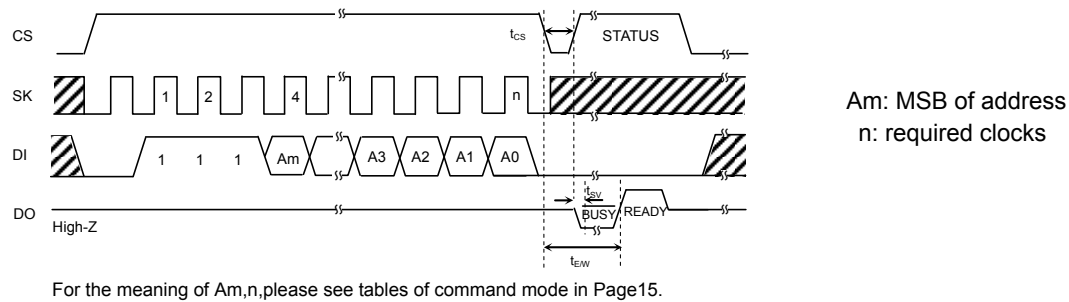 CS
tCS
STATUS
SK
1
2
4
n
Am: MSB of address
n: required clocks
DI
1 1 1 Am A3 A2 A1 A0
tSV
DO
BUSY READY
High-Z
tE/W
For the meaning of Am,n,please see tables of command mode in Page15.